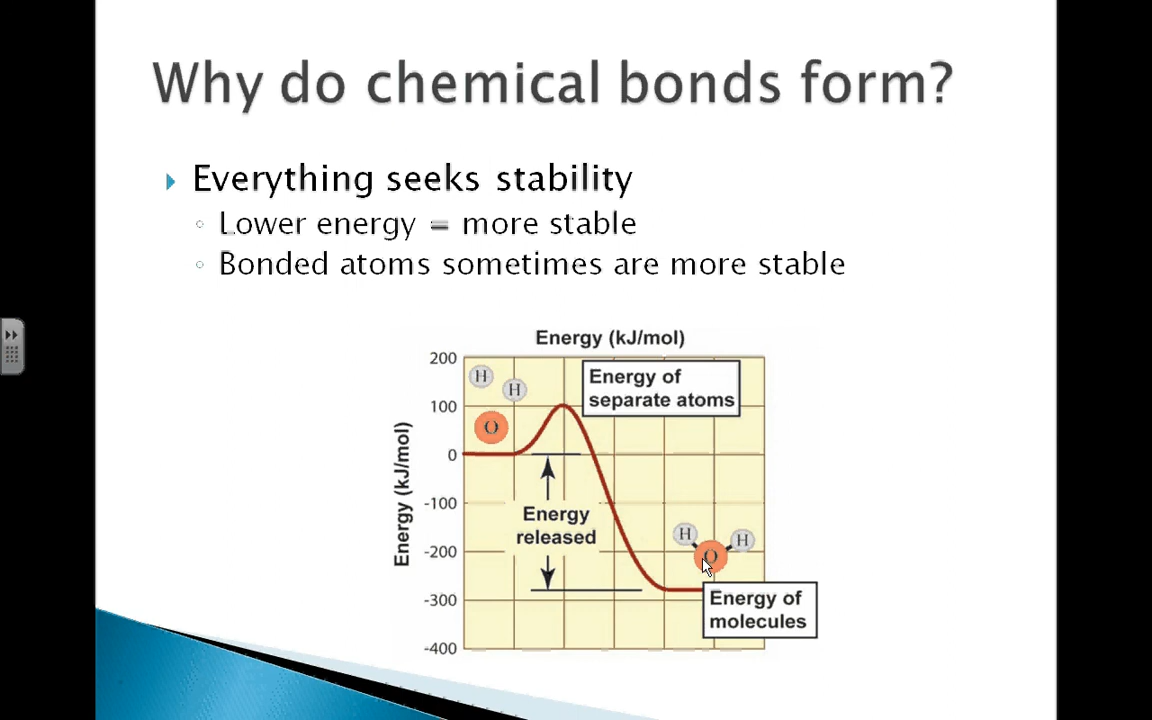 Why do chemical bonds form?
Everything seeks stability
Lower energy = more stable
Bonded atoms sometimes are more stable
Energy (kJ/mol)
Energy (kJ/mol)
200
100
0
-100
-200
-300
-400
H
H
O
Energy of
separate atoms
Energy
released
H
H
O
Energy of
molecules